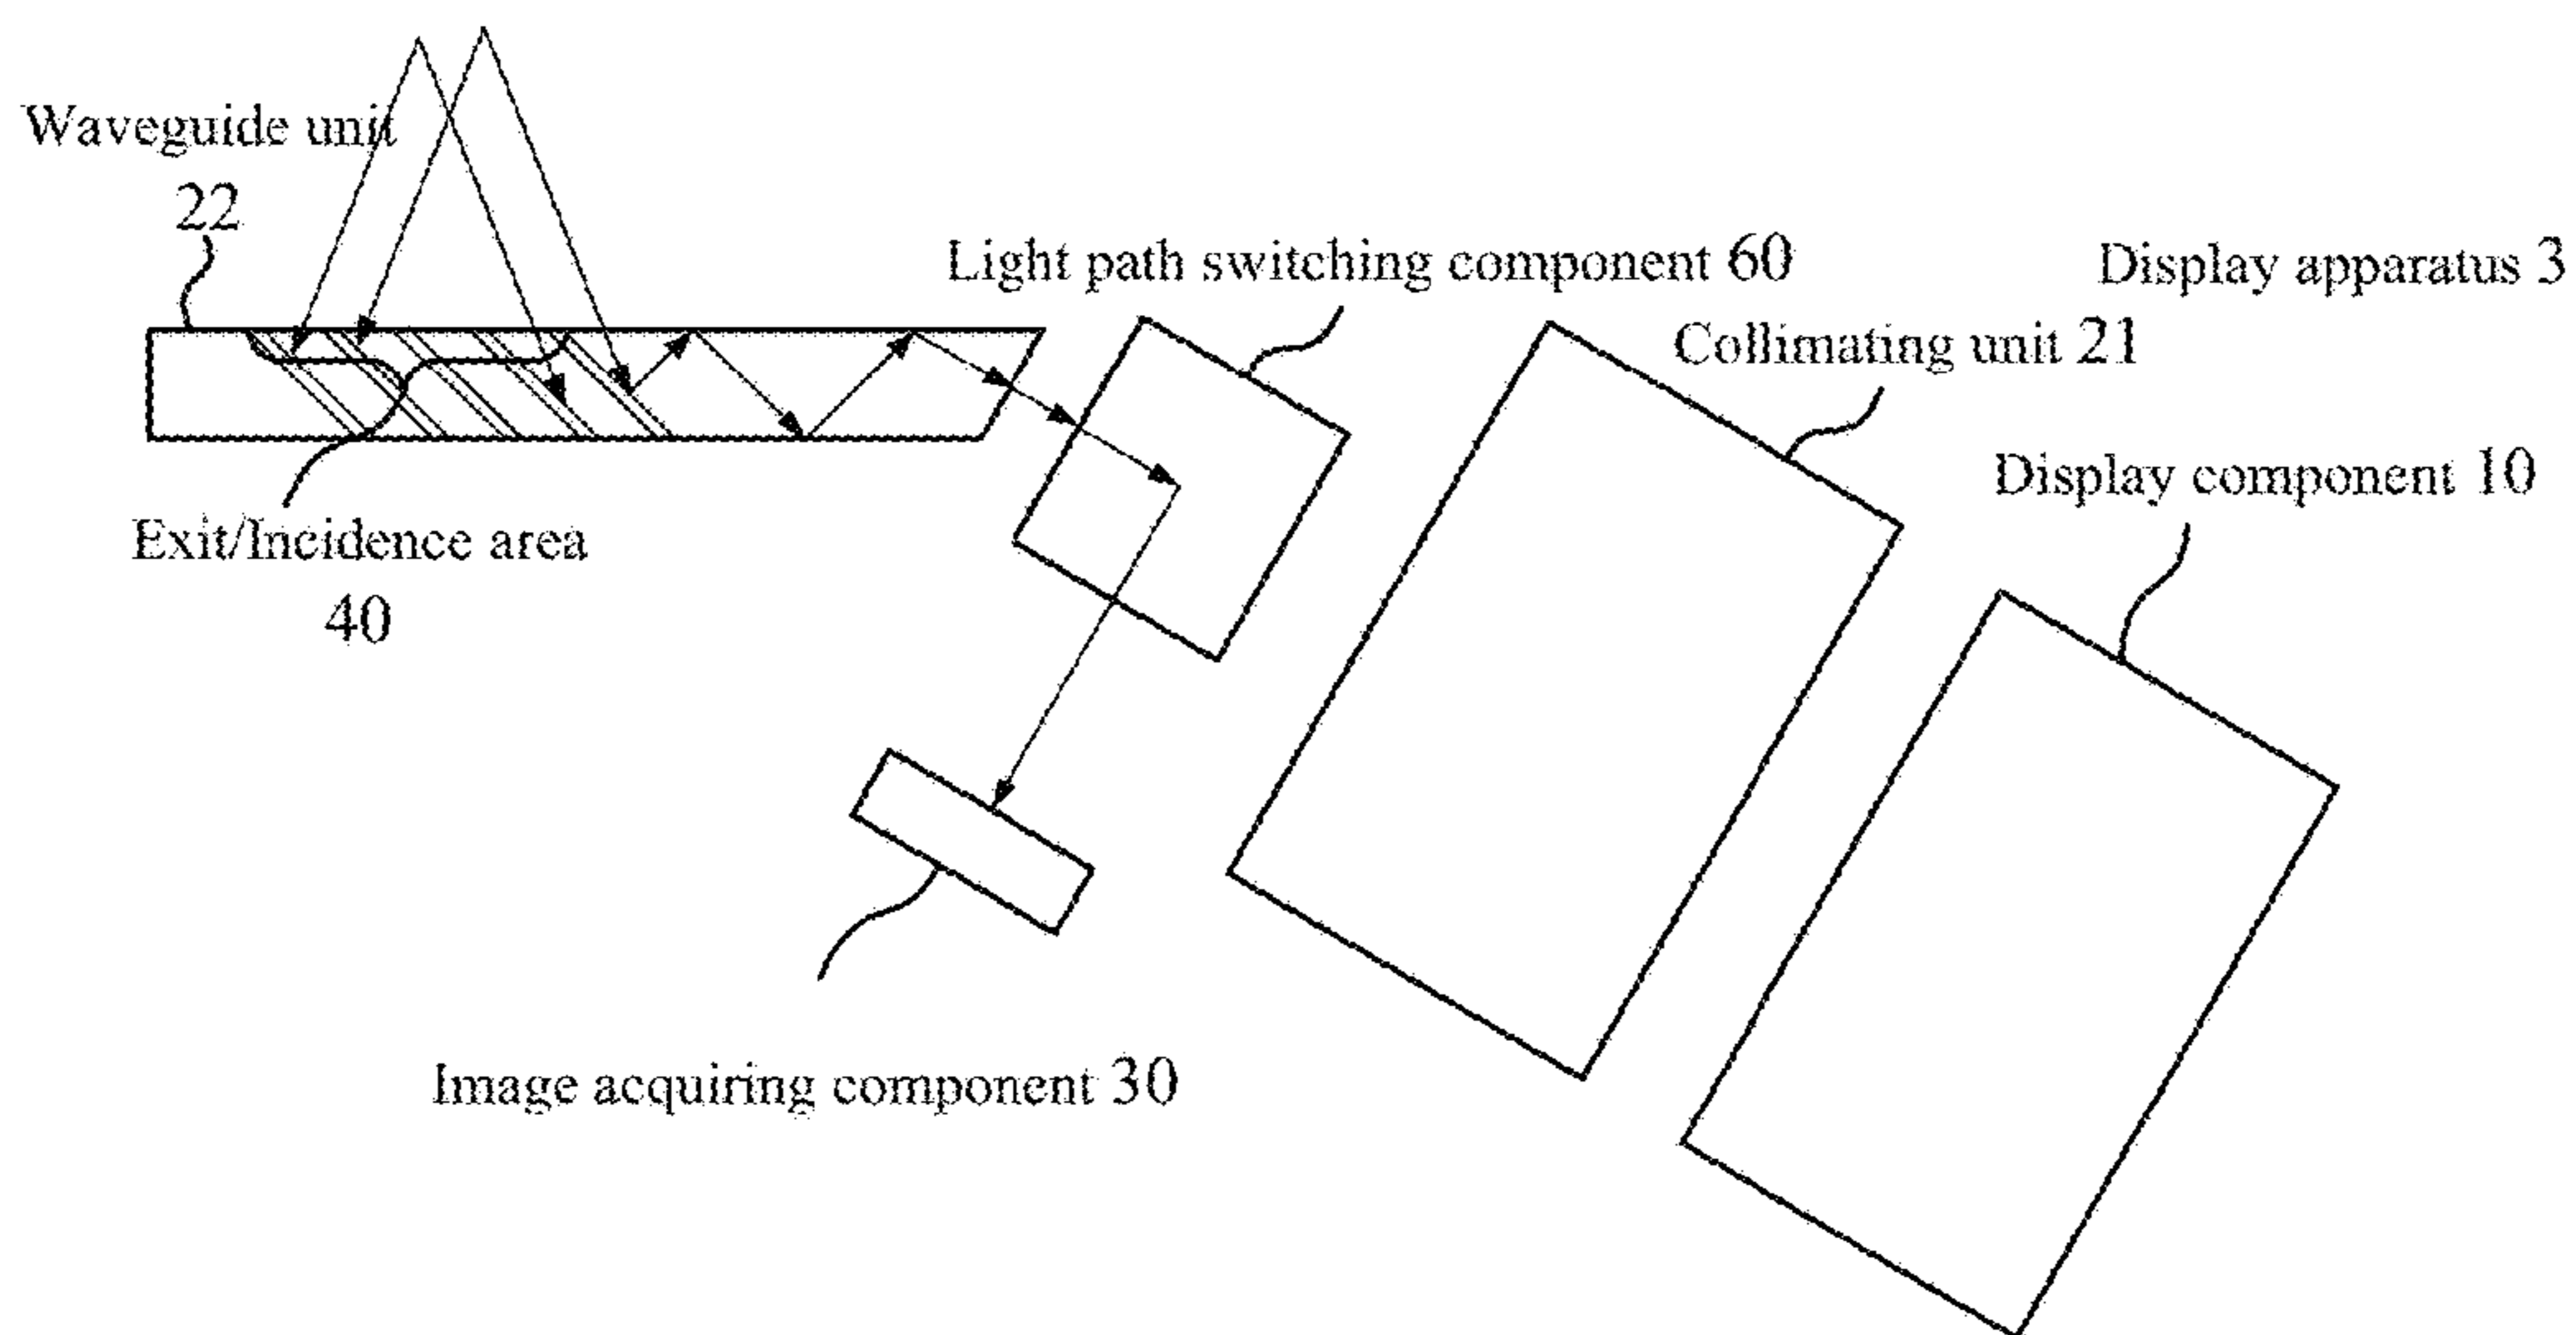 Waveguide unit
22
Light path switching component 60
Display apparatus 3
Collimating unit 21
Display component 10
Exit/Incidence area
40
Image acquiring component 30